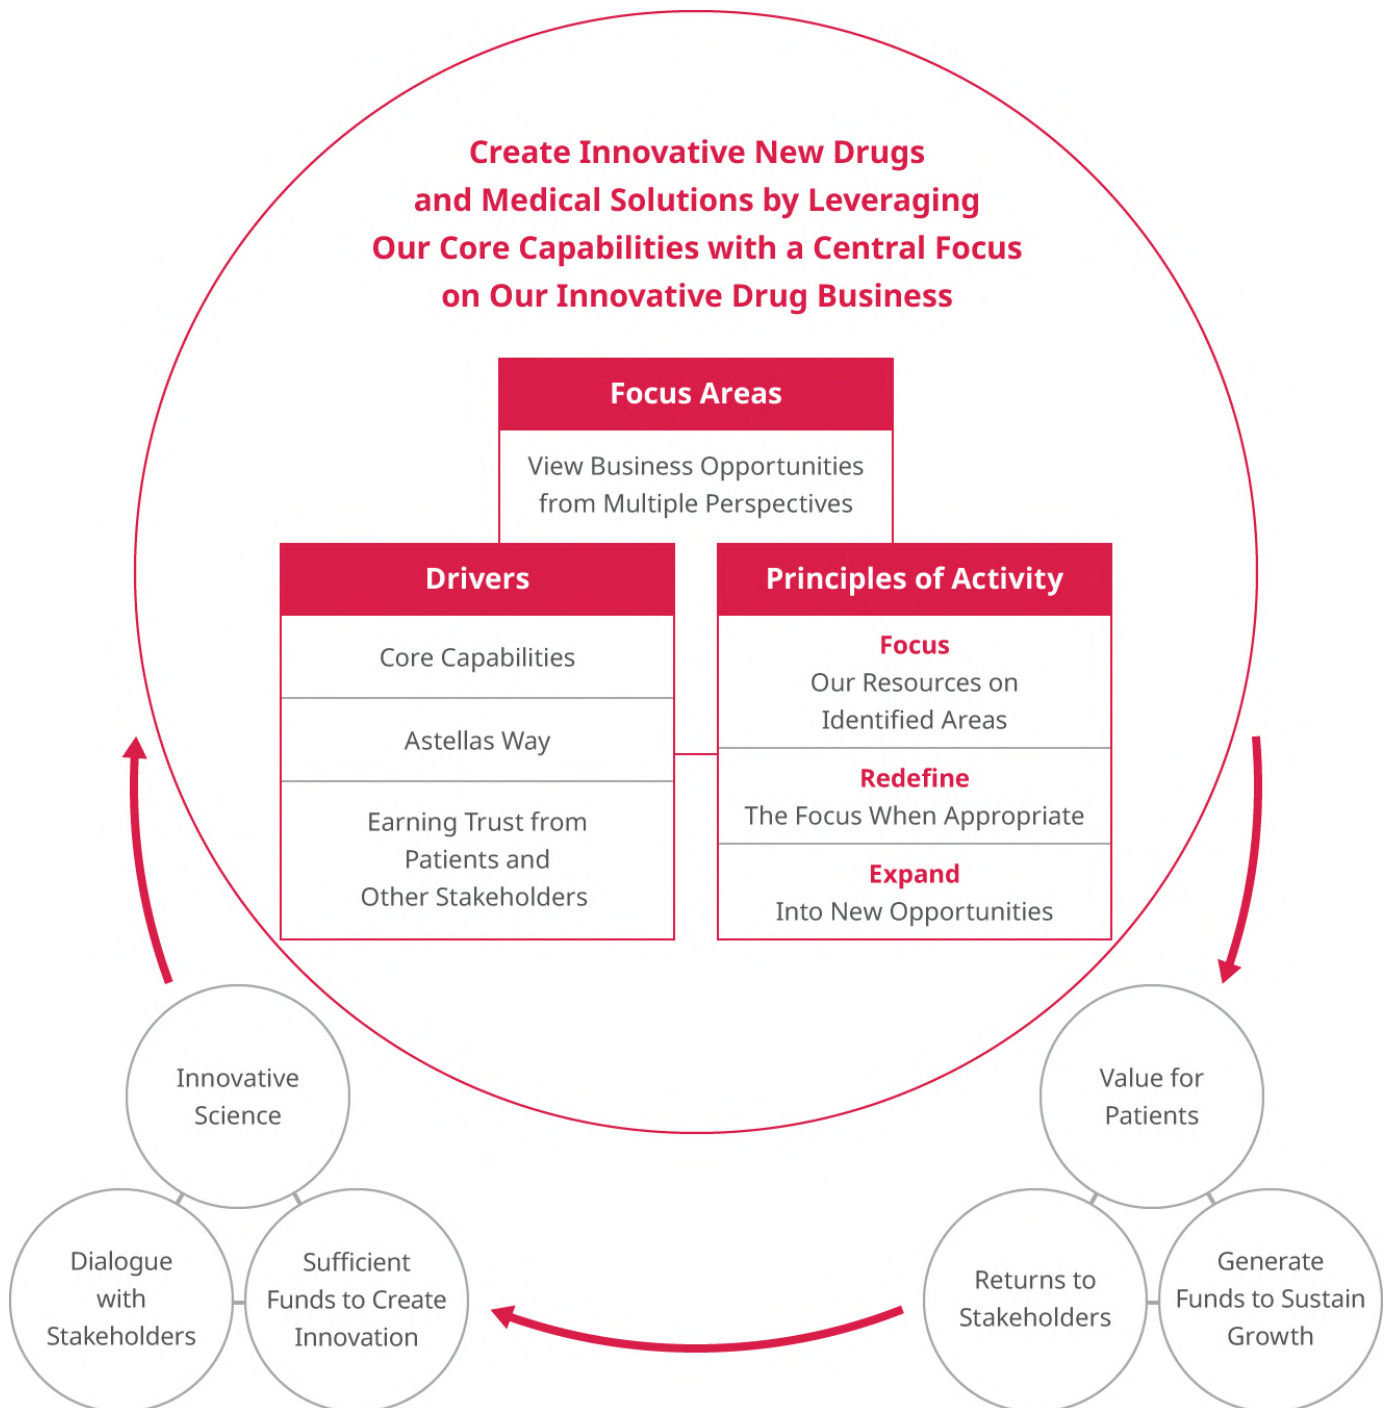 Create Innovative New Drugs
and Medical Solutions by Leveraging
Our Core Capabilities with a Central Focus
on Our Innovative Drug Business
Focus Areas
View Business Opportunities
from Multiple Perspectives
Drivers
Core Capabilities
Astellas Way
Earning Trust from
Patients and
Other Stakeholders
Principles of Activity
Focus
Our Resources on
Identified Areas
Redefine
The Focus When Appropriate
Expand
Into New Opportunities
Innovative
Science
Dialogue
with
Stakeholders
Sufficient
Funds to Create
Innovation
Value for
Patients
Returns to
Stakeholders
Generate
Funds to Sustain
Growth